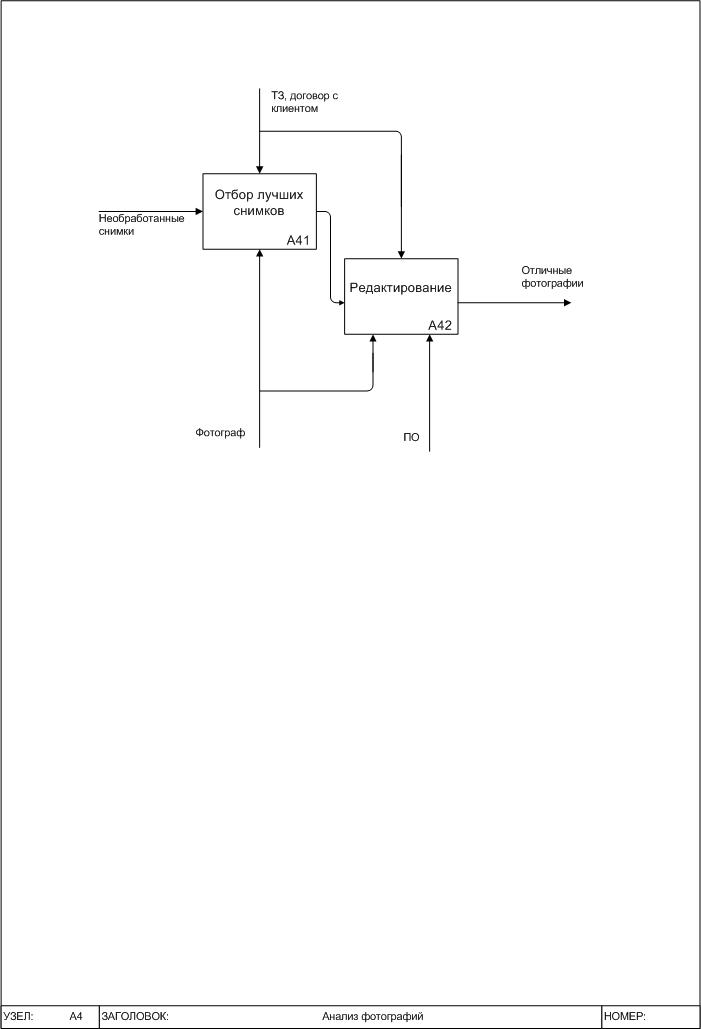 ТЗ, договор с
клиентом
Отбор лучших
снимков
А41
Необработанные
снимки
Редактирование
А42
Отличные
фотографии
Фотограф
ПО
УЗЕЛ: А4 ЗАГОЛОВОК: Анализ фотографий НОМЕР: